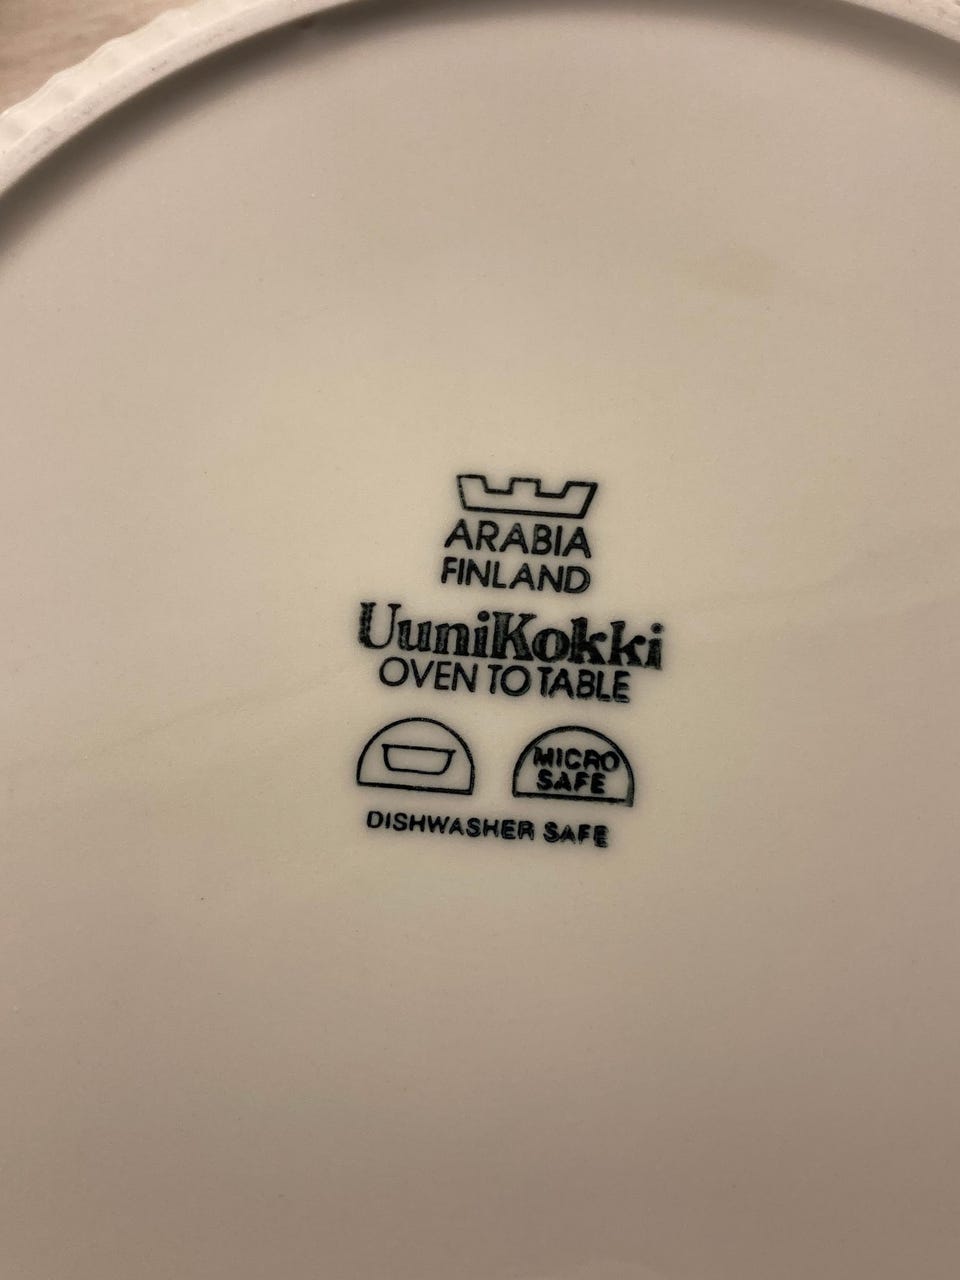 ARABIA
FINLAND
UuniKokki
OVEN TO TABLE
MICRO
SAFE
DISHWASHER SAFE